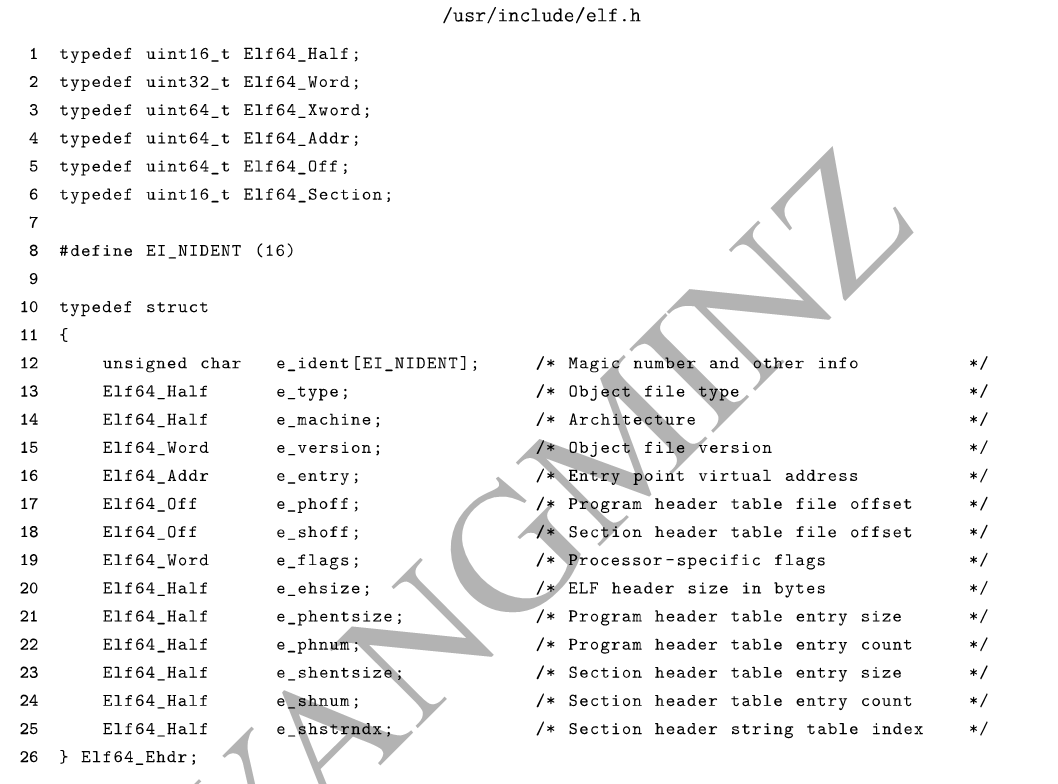 /usr/include/elf.h
1 typedef uint16_t Elf64_Half;
2 typedef uint32_t Elf64_Word;
3 typedef uint64_t Elf64_Xword;
4 typedef uint64_t Elf64_Addr;
5 typedef uint64_t Elf64_Off;
6 typedef uint16_t Elf64_Section;
7
8 #define EI_NIDENT (16)
9
10 typedef struct
11 {
12 unsigned char e_ident[EI_NIDENT]; /* Magic number and other info */
13 Elf64_Half e_type; /* Object file type */
14 Elf64_Half e_machine; /* Architecture */
15 Elf64_Word e_version; /* Object file version */
16 Elf64_Addr e_entry; /* Entry point virtual address */
17 Elf64_Off e_phoff; /* Program header table file offset */
18 Elf64_Off e_shoff; /* Section header table file offset */
19 Elf64_Word e_flags; /* Processor-specific flags */
20 Elf64_Half e_ehsize; /* ELF header size in bytes */
21 Elf64_Half e_phentsize; /* Program header table entry size */
22 Elf64_Half e_phnum; /* Program header table entry count */
23 Elf64_Half e_shentsize; /* Section header table entry size */
24 Elf64_Half e_shnum; /* Section header table entry count */
25 Elf64_Half e_shstrndx; /* Section header string table index */
26 } Elf64_Ehdr;
YANGMINZ